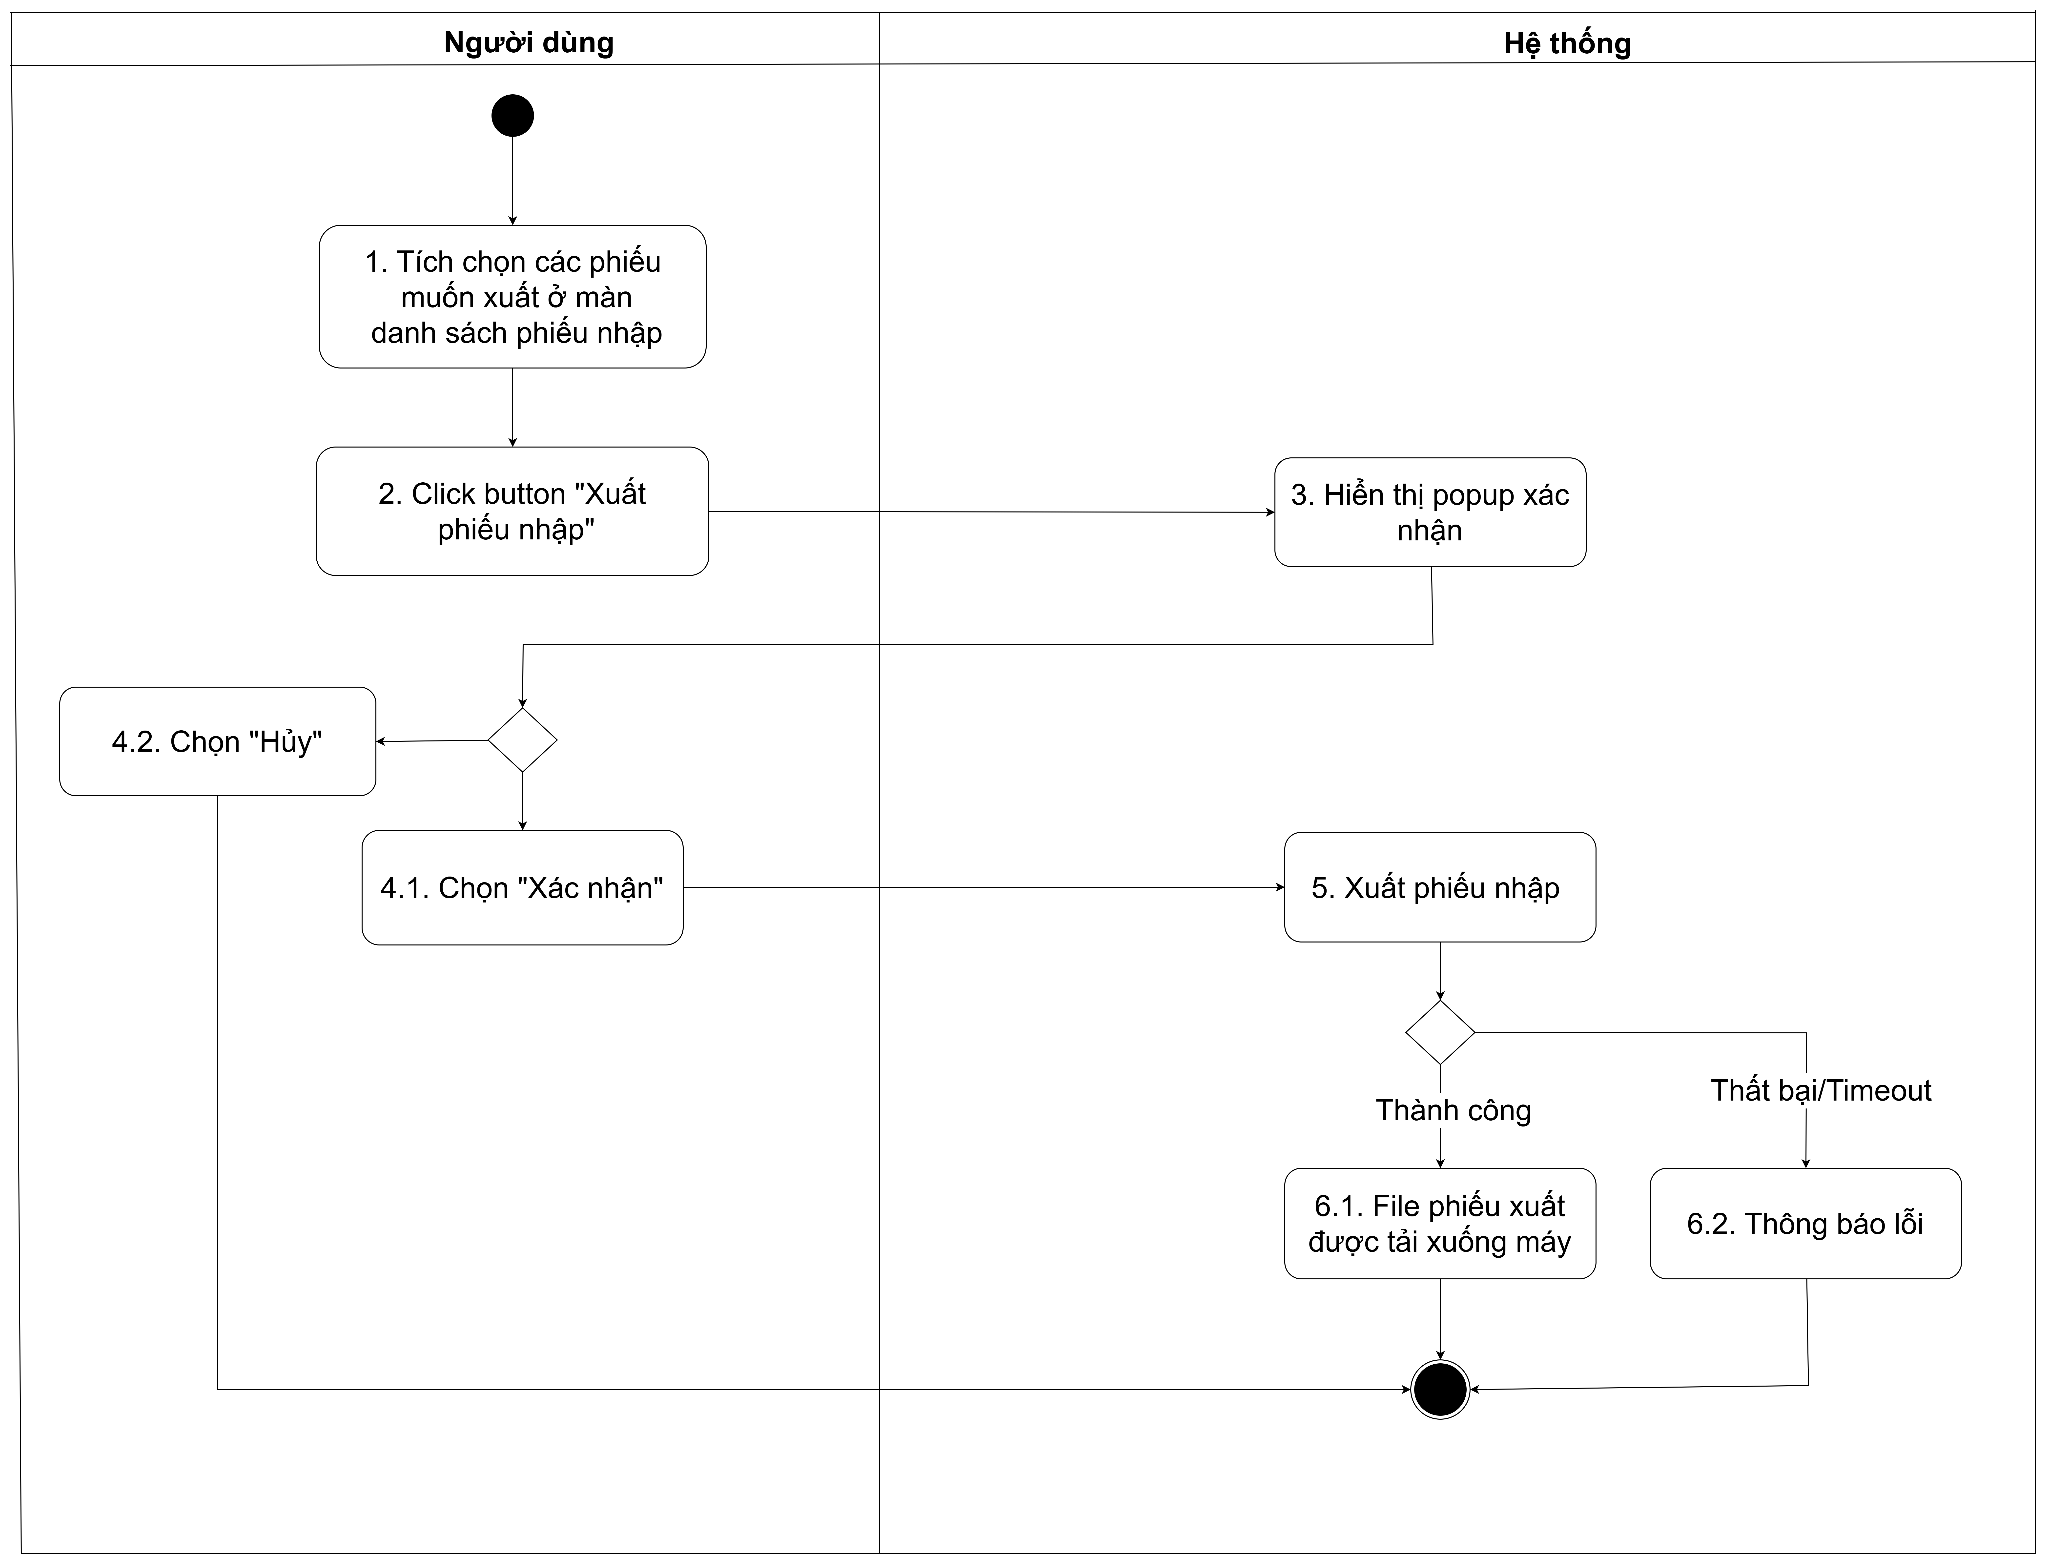 Người dùng
Hệ thống
1. Tích chọn các phiếu
muốn xuất ở màn
danh sách phiếu nhập
2. Click button "Xuất
phiếu nhập"
3. Hiển thị popup xác
nhận
4.2. Chọn "Hủy"
4.1. Chọn "Xác nhận"
5. Xuất phiếu nhập
Thất bại/Timeout
Thành công
6.1. File phiếu xuất
được tải xuống máy
6.2. Thông báo lỗi